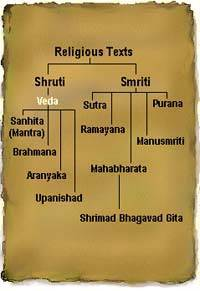 Religious Texts
Shruti Smriti
Veda
Sutra Purana
Sanhita
(Mantra)
Ramayana
Manusmriti
Brahmana
Mahabharata
Aranyaka
Upanishad
Shrimad Bhagavad Gita